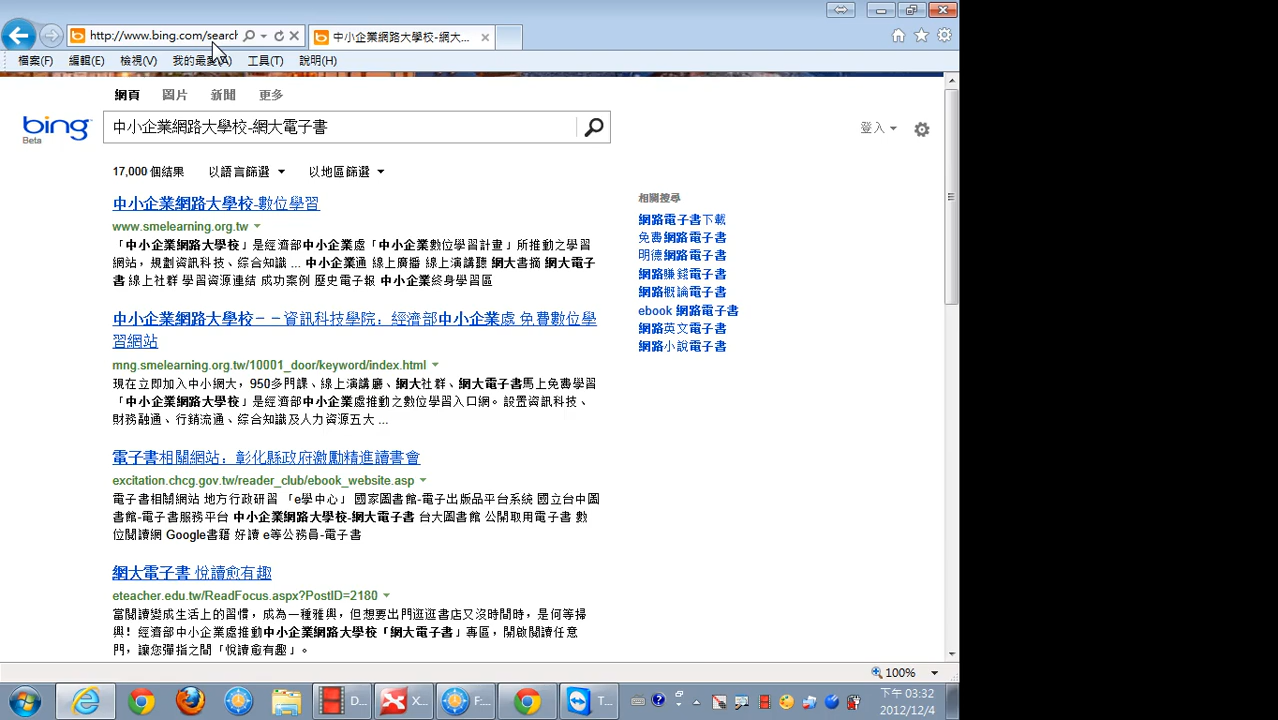 http://www.bing.com/search
中小企業網路大學校-網大...
檔案(F) 編輯(E) 檢視(V) 我的最愛(A) 工具(T) 說明(H)
網頁 圖片 新聞 更多
bing
Beta
中小企業網路大學校-網大電子書
登入
17,000 個結果 以語言篩選 以地區篩選
中小企業網路大學校-數位學習
www.smelearning.org.tw
「中小企業網路大學校」是經濟部中小企業處「中小企業數位學習計畫」所推動之學習
網站，規劃資訊科技、綜合知識 ... 中小企業通 線上廣播 線上演講聽 網大書摘 網大電子
書 線上社群 學習資源連結 成功案例 歷史電子報 中小企業終身學習區
中小企業網路大學校－－資訊科技學院: 經濟部中小企業處 免費數位學
習網站
mng.smelearning.org.tw/10001_door/keyword/index.html
現在立即加入中小網大，950多門課、線上演講廳、網大社群、網大電子書馬上免費學習
「中小企業網路大學校」是經濟部中小企業處推動之數位學習入口網。設置資訊科技、
財務融通、行銷流通、綜合知識及人力資源五大 ...
電子書相關網站: 彰化縣政府激勵精進讀書會
excitation.chcg.gov.tw/reader_club/ebook_website.asp
電子書相關網站 地方行政研習 「e學中心」 國家圖書館-電子出版品平台系統 國立台中圖
書館-電子書服務平台 中小企業網路大學校-網大電子書 台大圖書館 公開取用電子書 數
位閱讀網 Google書籍 好讀 e等公務員-電子書
網大電子書 悅讀愈有趣
eteacher.edu.tw/ReadFocus.aspx?PostID=2180
當閱讀變成生活上的習慣，成為一種雅興，但想要出門逛逛書店又沒時間時，是何等掃
興！經濟部中小企業處推動中小企業網路大學校「網大電子書」專區，開啟閱讀任意
門，讓您彈指之間「悅讀愈有趣」。
相關搜尋
網路電子書下載
免費網路電子書
明德網路電子書
網路賺錢電子書
網路概論電子書
ebook 網路電子書
網路英文電子書
網路小說電子書
100%
D... X... F... T...
下午 03:32
2012/12/4